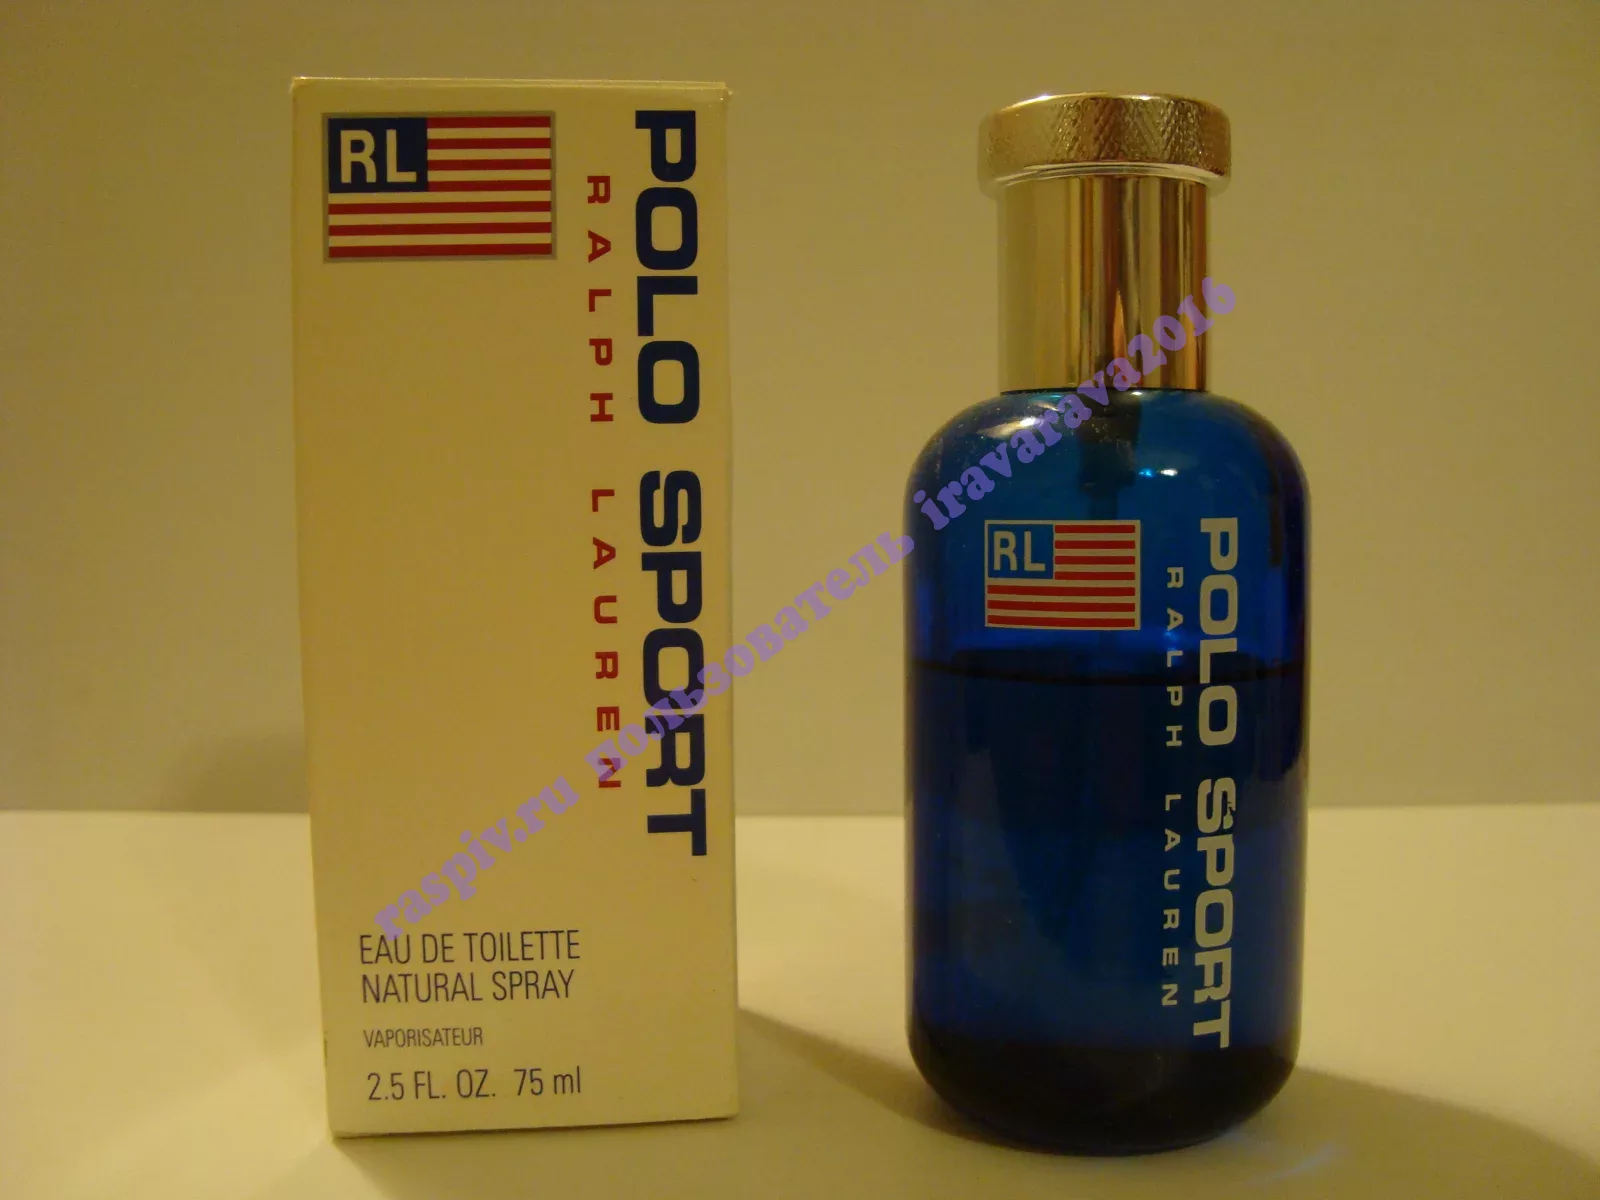 RL
POLO SPORT
RALPH LAUREN
EAU DE TOILETTE
NATURAL SPRAY
VAPORISATEUR
2.5 FL. OZ. 75 ml
RL
POLO SPORT
RALPH LAUREN
raspiv.ru пользователь iravarava2016